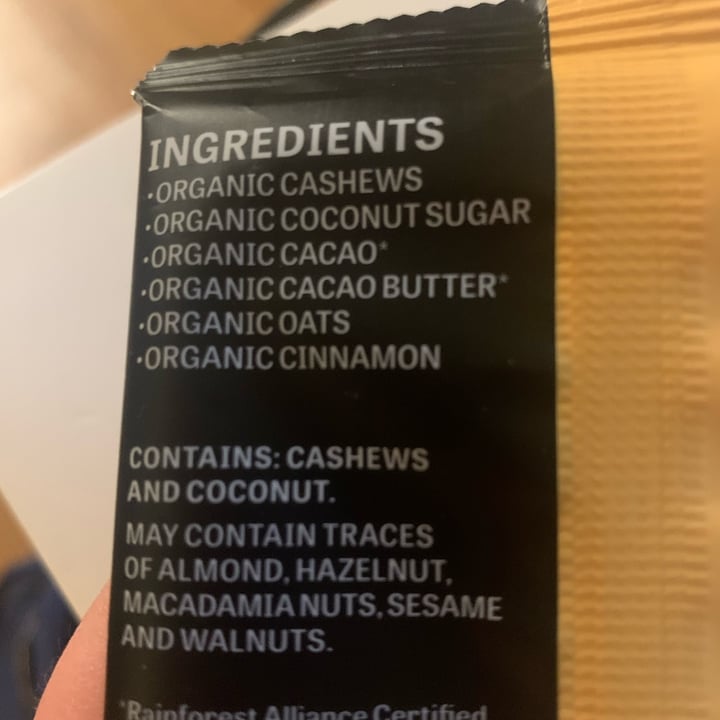 INGREDIENTS
·ORGANIC CASHEWS
·ORGANIC COCONUT SUGAR
·ORGANIC CACAO*
·ORGANIC CACAO BUTTER*
·ORGANIC OATS
·ORGANIC CINNAMON
CONTAINS: CASHEWS
AND COCONUT.
MAY CONTAIN TRACES
OF ALMOND, HAZELNUT,
MACADAMIA NUTS, SESAME
AND WALNUTS.
*Rainforest Alliance Certified